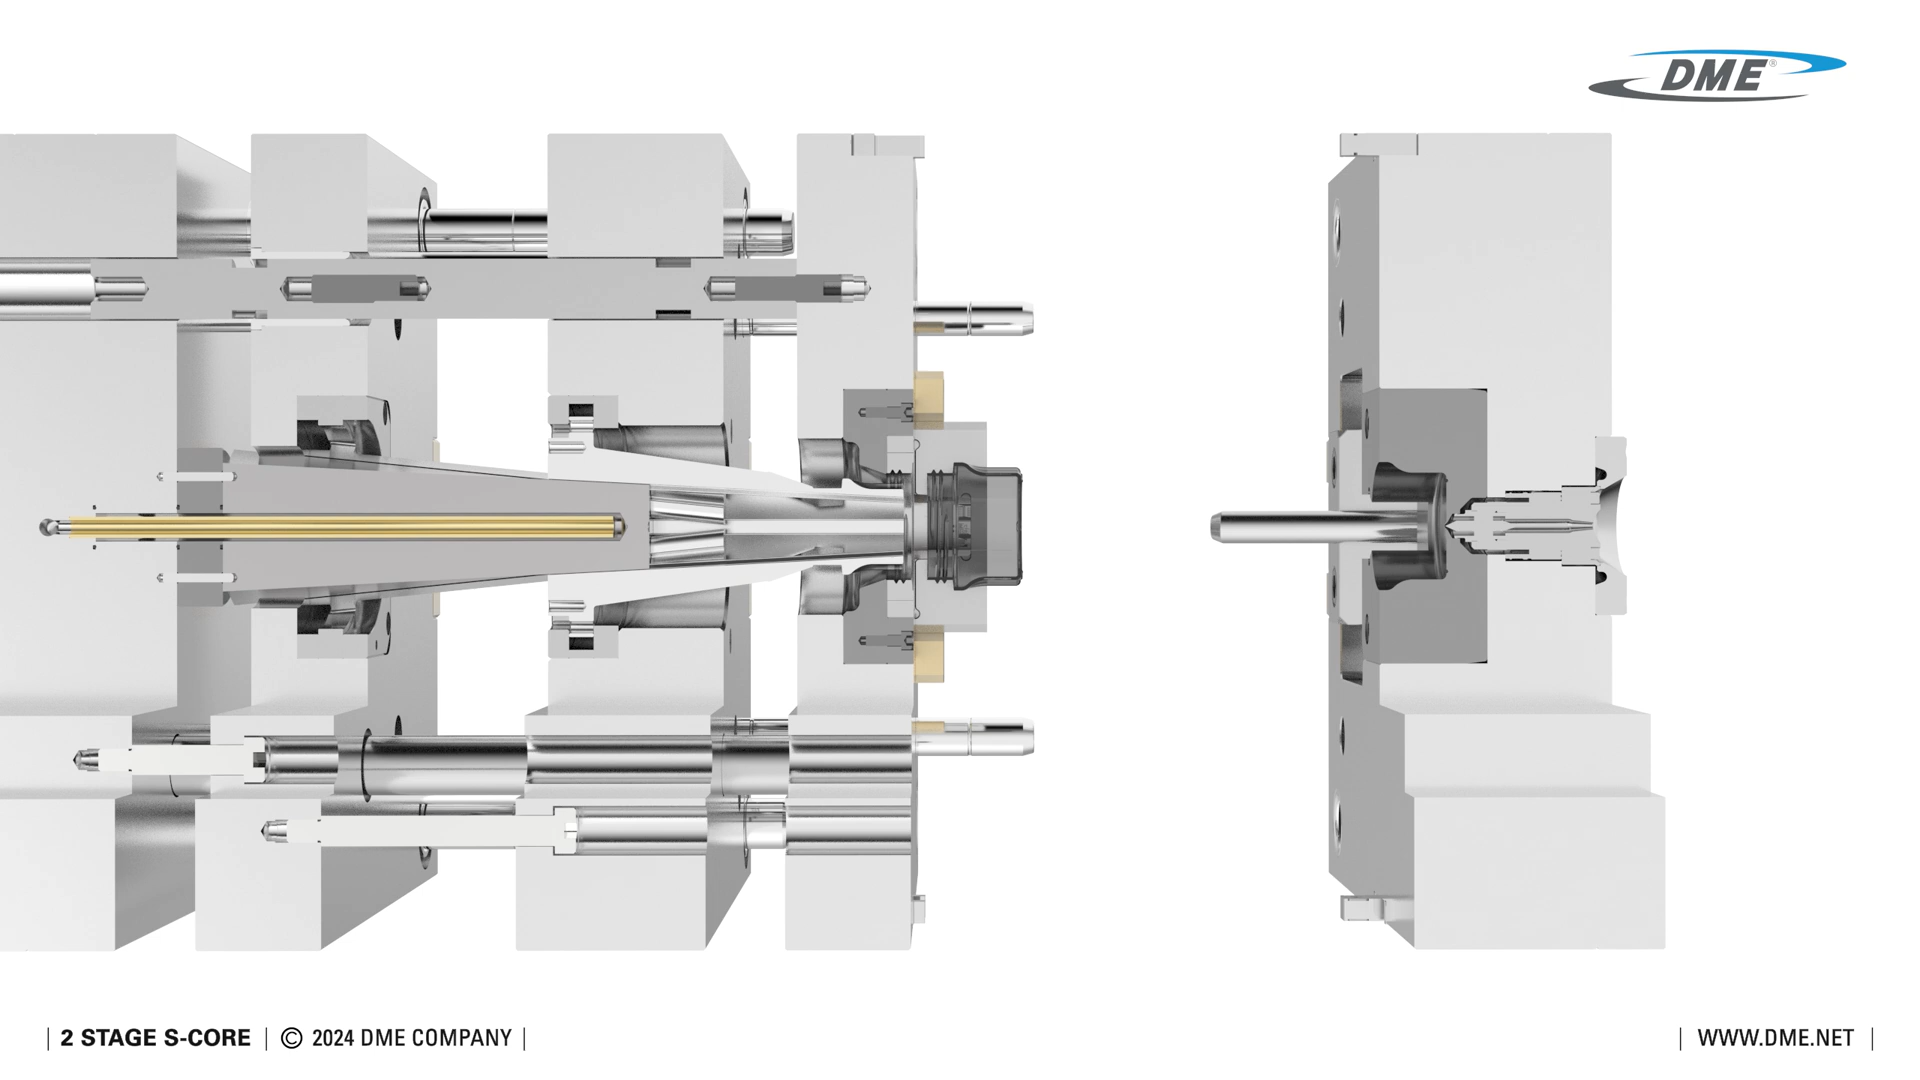 DME®
| 2 STAGE S-CORE | © 2024 DME COMPANY |
| WWW.DME.NET |